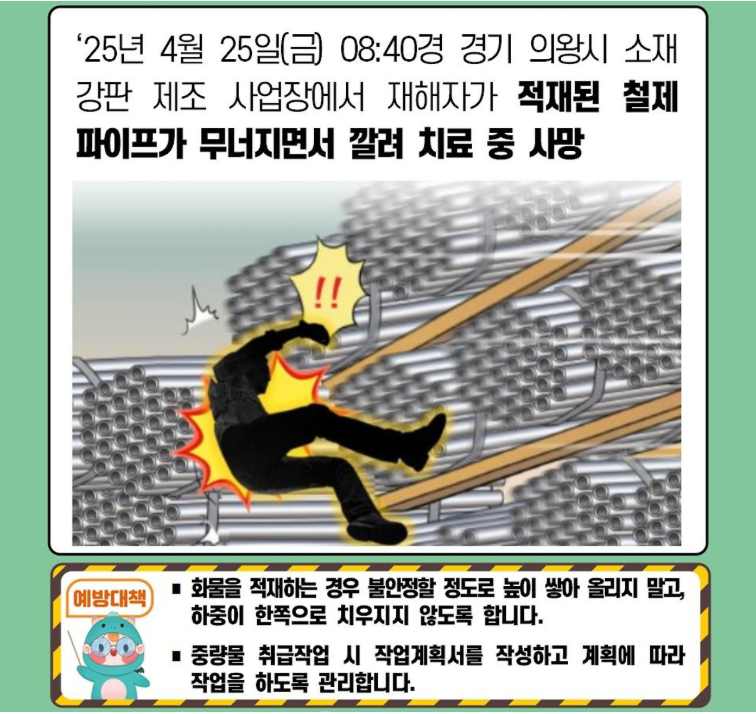 ‘25년 4월 25일(금) 08:40경 경기 의왕시 소재
강판 제조 사업장에서 재해자가 적재된 철제
파이프가 무너지면서 깔려 치료 중 사망
!!
예방대책
▪ 화물을 적재하는 경우 불안정할 정도로 높이 쌓아 올리지 말고,
하중이 한쪽으로 치우지지 않도록 합니다.
▪ 중량물 취급작업 시 작업계획서를 작성하고 계획에 따라
작업을 하도록 관리합니다.